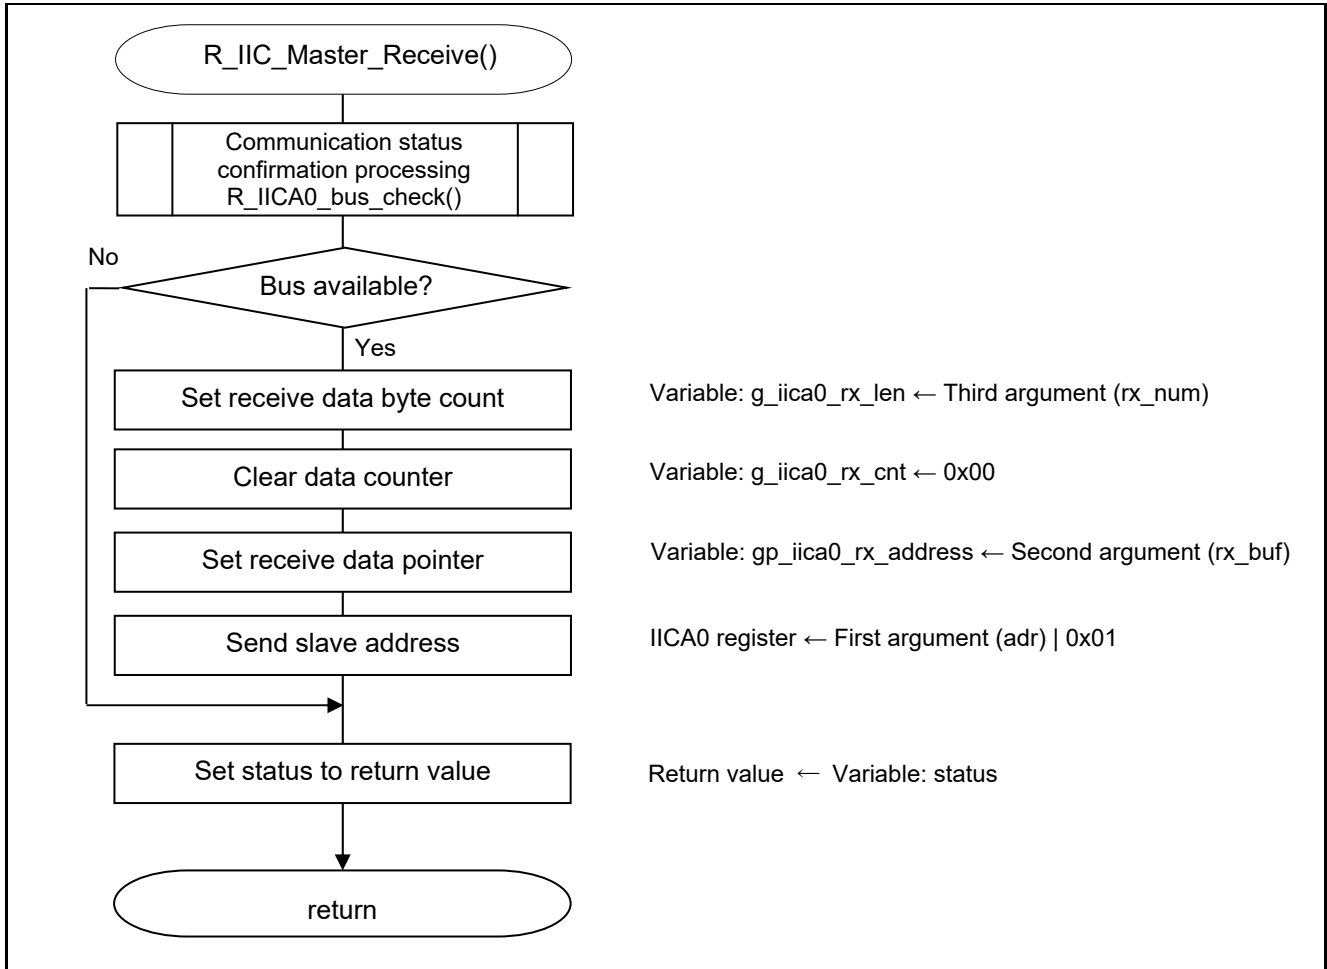 R_IIC_Master_Receive()
Communication status
confirmation processing
R_IICA0_bus_check()
No
Bus available?
Yes
Set receive data byte count
Variable: g_iica0_rx_len ← Third argument (rx_num)
Clear data counter
Variable: g_iica0_rx_cnt ← 0x00
Set receive data pointer
Variable: gp_iica0_rx_address ← Second argument (rx_buf)
Send slave address
IICA0 register ← First argument (adr) | 0x01
Set status to return value
Return value ← Variable: status
return